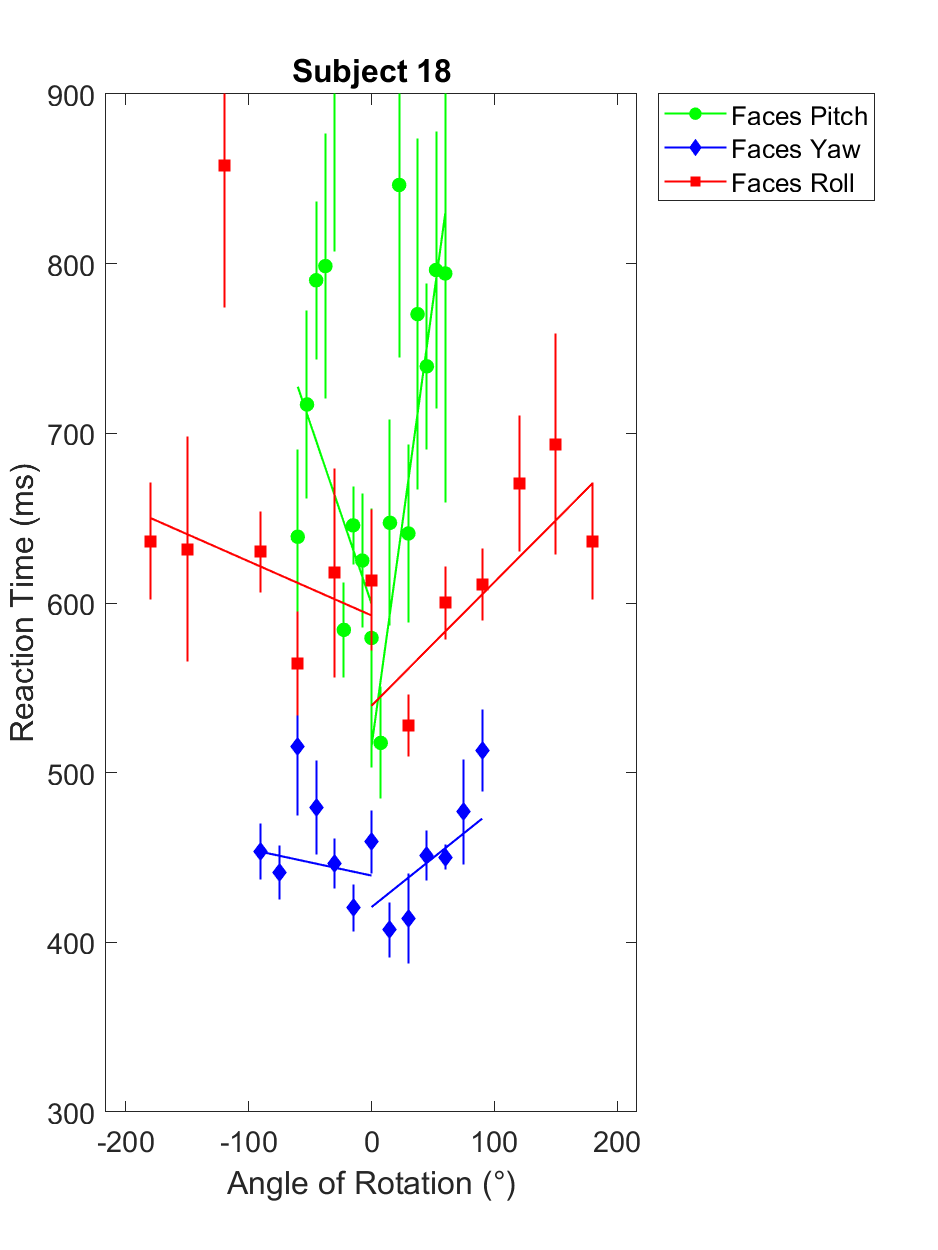 Subject 18
900
800
700
600
500
400
300
Reaction Time (ms)
-200 -100 0 100 200
Angle of Rotation (°)
Faces Pitch
Faces Yaw
Faces Roll